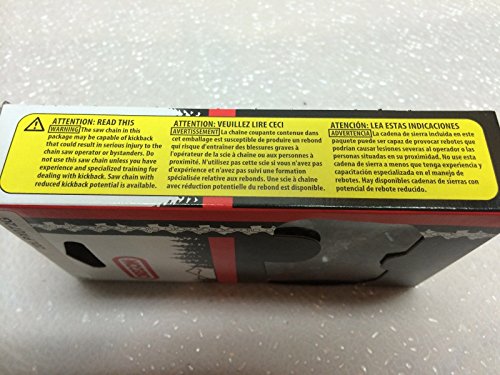 ATTENTION: READ THIS
WARNING The saw chain in this
package may be capable of kickback
that could result in serious injury to the
chain saw operator or bystanders. Do
not use this saw chain unless you have
experience and specialized training for
dealing with kickback. Saw chain with
reduced kickback potential is available.
ATTENTION: VEUILLEZ LIRE CECI
AVERTISSEMENT La chaîne coupante contenue dans
cet emballage est susceptible de produire un rebond
qui risque d'entraîner des blessures graves à
l'opérateur de la scie à chaîne ou aux personnes à
proximité. N'utilisez pas cette scie si vous n'avez
pas d'expérience et n'avez pas suivi une formation
spécialisée relative aux rebonds. Une scie à chaîne
avec réduction potentielle du rebond est disponible.
ATENCIÓN: LEA ESTAS INDICACIONES
ADVERTENCIA La cadena de sierra incluida en este
paquete puede ser capaz de provocar rebotes que
podrían causar lesiones severas al operador o las
personas situadas en su proximidad. No use esta
cadena de sierra a menos que tenga experiencia y
capacitación especializada en el manejo de
rebotes. Hay disponibles cadenas de sierras con
potencial de rebote reducido.